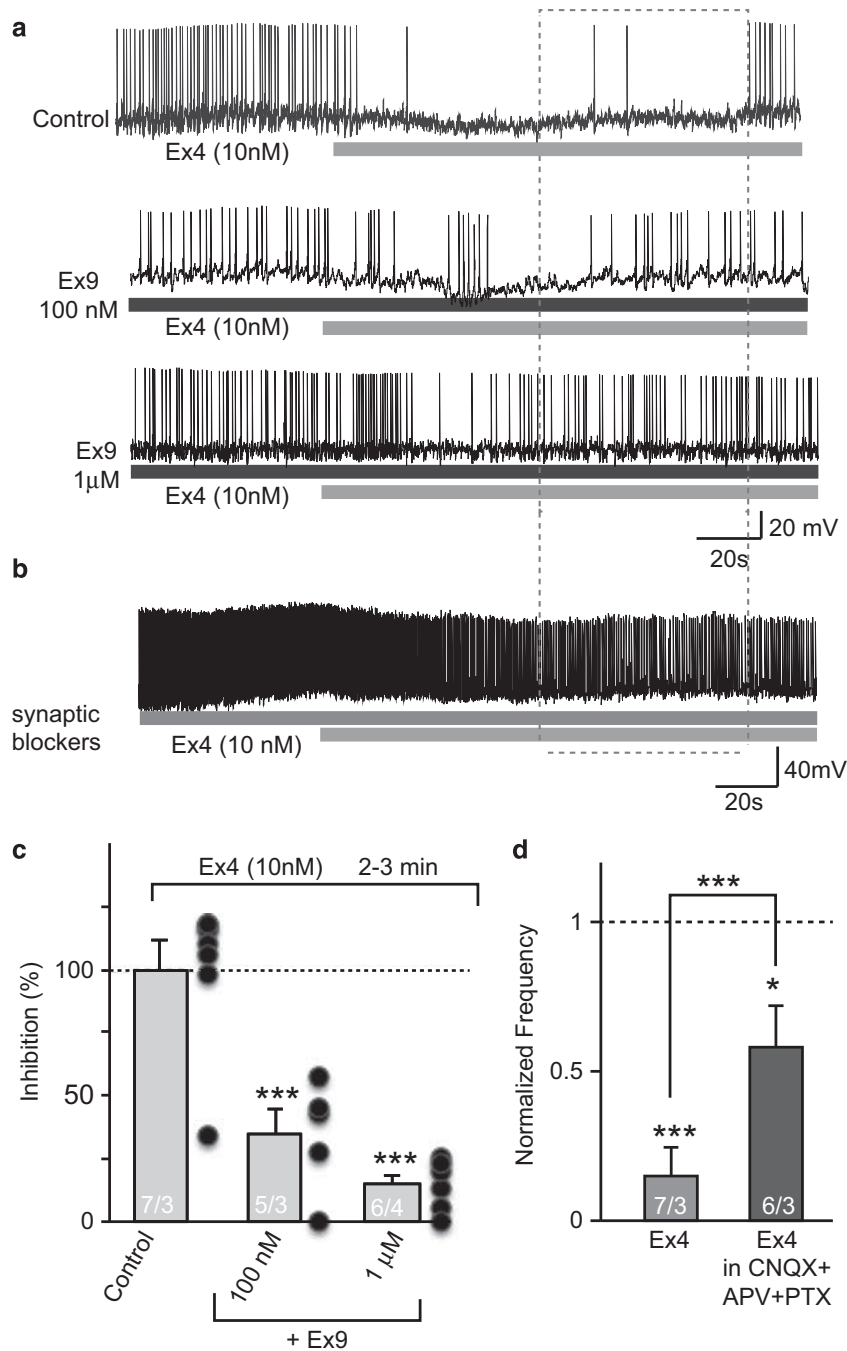 a
Control
Ex4 (10nM)
Ex9
100 nM
Ex4 (10nM)
Ex9
1μM
Ex4 (10nM)
20 mV
20s
b
synaptic
blockers
Ex4 (10 nM)
40mV
20s
c
Ex4 (10nM) 2-3 min
Inhibition (%)
100
50
0
***
***
7/3
5/3
6/4
Control
100 nM
1 μM
+ Ex9
d
***
Normalized Frequency
1
0.5
0
***
*
7/3
6/3
Ex4
Ex4
in CNQX+
APV+PTX